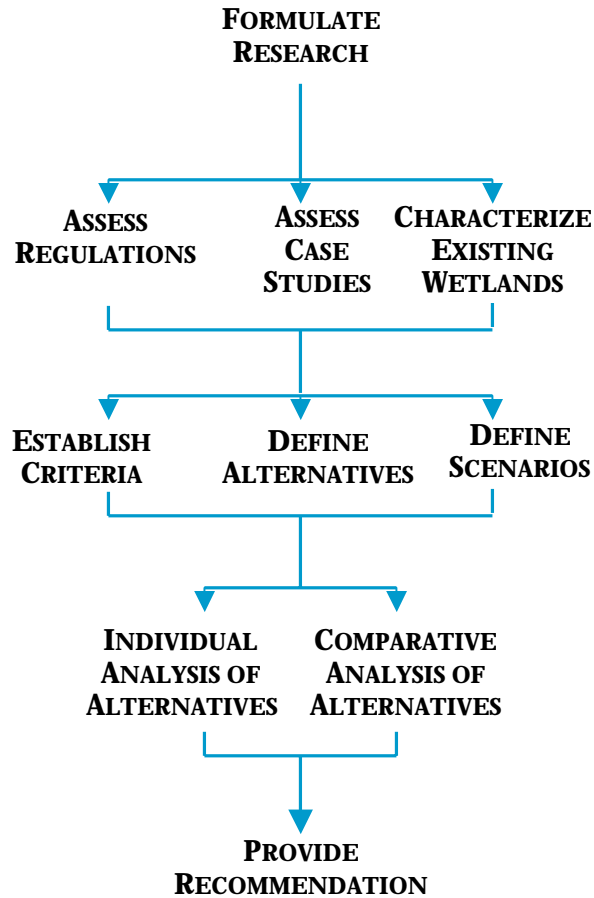 FORMULATE
RESEARCH
ASSESS
REGULATIONS
ASSESS
CASE
STUDIES
CHARACTERIZE
EXISTING
WETLANDS
ESTABLISH
CRITERIA
DEFINE
ALTERNATIVES
DEFINE
SCENARIOS
INDIVIDUAL
ANALYSIS OF
ALTERNATIVES
COMPARATIVE
ANALYSIS OF
ALTERNATIVES
PROVIDE
RECOMMENDATION